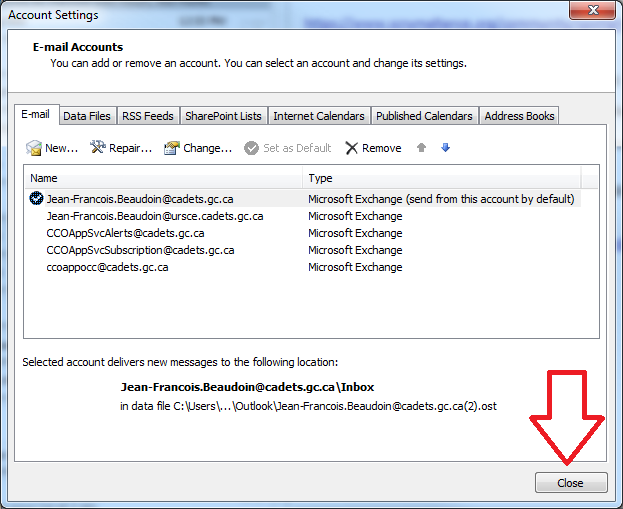 Account Settings
E-mail Accounts
You can add or remove an account. You can select an account and change its settings.
E-mail Data Files RSS Feeds SharePoint Lists Internet Calendars Published Calendars Address Books
New... Repair... Change... Set as Default Remove
Name Type
Jean-Francois.Beaudoin@cadets.gc.ca Microsoft Exchange (send from this account by default)
Jean-Francois.Beaudoin@ursce.cadets.gc.ca Microsoft Exchange
CCOAppSvcAlerts@cadets.gc.ca Microsoft Exchange
CCOAppSvcSubscription@cadets.gc.ca Microsoft Exchange
ccoappocc@cadets.gc.ca Microsoft Exchange
Selected account delivers new messages to the following location:
Jean-Francois.Beaudoin@cadets.gc.ca\Inbox
in data file C:\Users\...\Outlook\Jean-Francois.Beaudoin@cadets.gc.ca(2).ost
Close